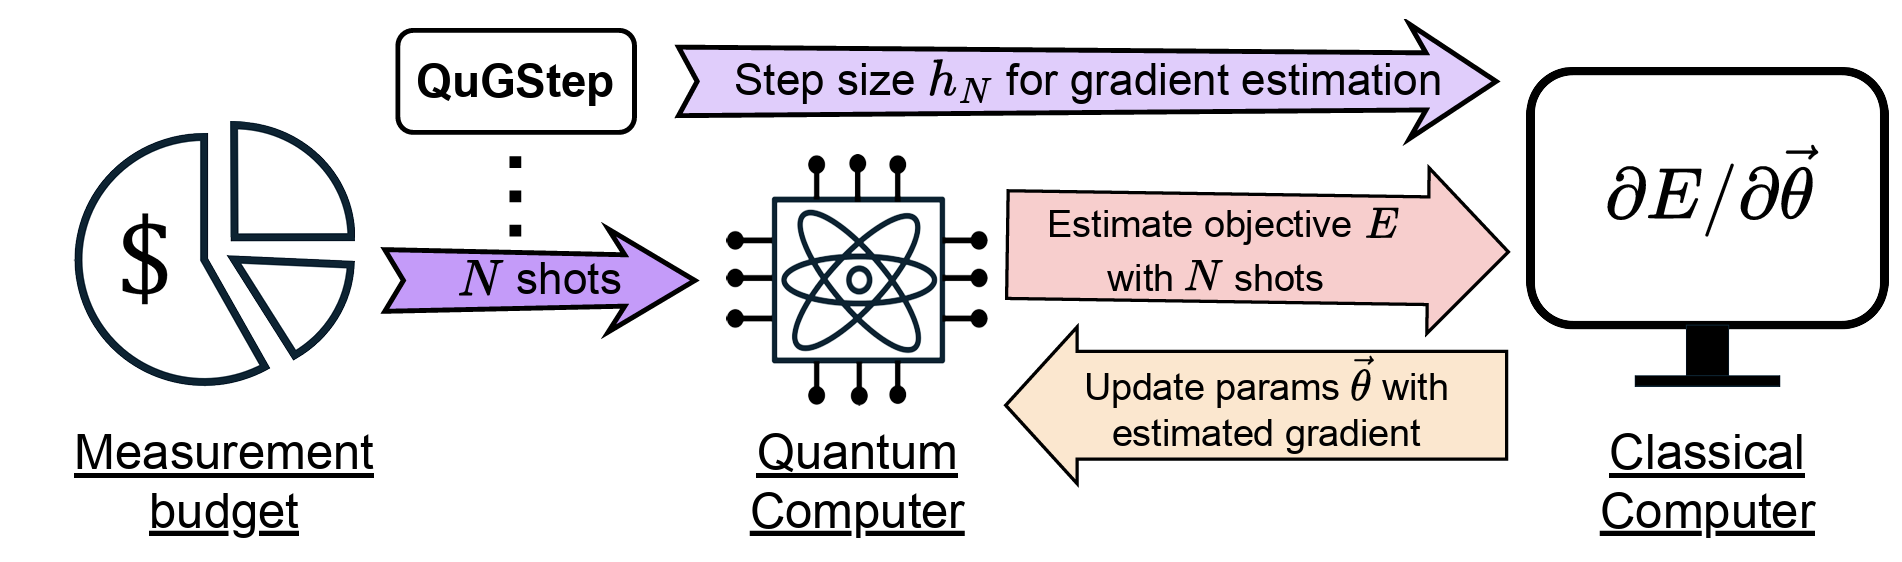 QuGStep
Step size $h_N$ for gradient estimation
$
N shots
Estimate objective E
with N shots
Update params $\vec{\theta}$ with
estimated gradient
$\partial E/\partial\vec{\theta}$
Measurement
budget
Quantum
Computer
Classical
Computer